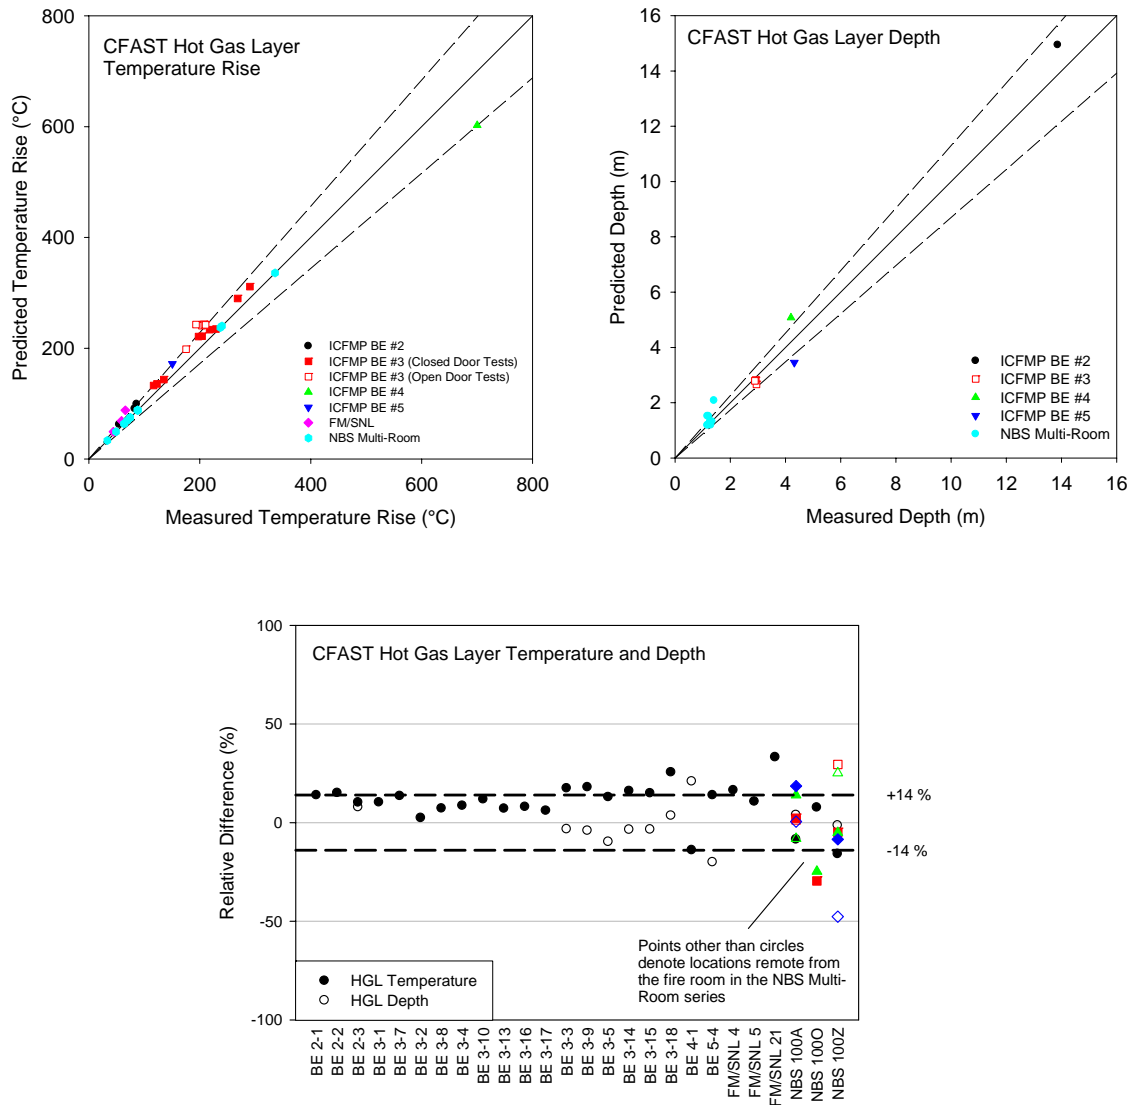 CFAST Hot Gas Layer
Temperature Rise
800
600
400
200
0
0 200 400 600 800
Predicted Temperature Rise (°C)
Measured Temperature Rise (°C)
ICFMP BE #2
ICFMP BE #3 (Closed Door Tests)
ICFMP BE #3 (Open Door Tests)
ICFMP BE #4
ICFMP BE #5
FM/SNL
NBS Multi-Room
CFAST Hot Gas Layer Depth
16
14
12
10
8
6
4
2
0
0 2 4 6 8 10 12 14 16
Predicted Depth (m)
Measured Depth (m)
ICFMP BE #2
ICFMP BE #3
ICFMP BE #4
ICFMP BE #5
NBS Multi-Room
CFAST Hot Gas Layer Temperature and Depth
100
50
0
-50
-100
Relative Difference (%)
+14 %
-14 %
Points other than circles
denote locations remote from
the fire room in the NBS Multi-
Room series
HGL Temperature
HGL Depth
BE 2-1
BE 2-2
BE 2-3
BE 3-1
BE 3-7
BE 3-2
BE 3-8
BE 3-4
BE 3-10
BE 3-13
BE 3-16
BE 3-17
BE 3-3
BE 3-9
BE 3-5
BE 3-14
BE 3-15
BE 3-18
BE 4-1
BE 5-4
FM/SNL 4
FM/SNL 5
FM/SNL 21
NBS 100A
NBS 100O
NBS 100Z